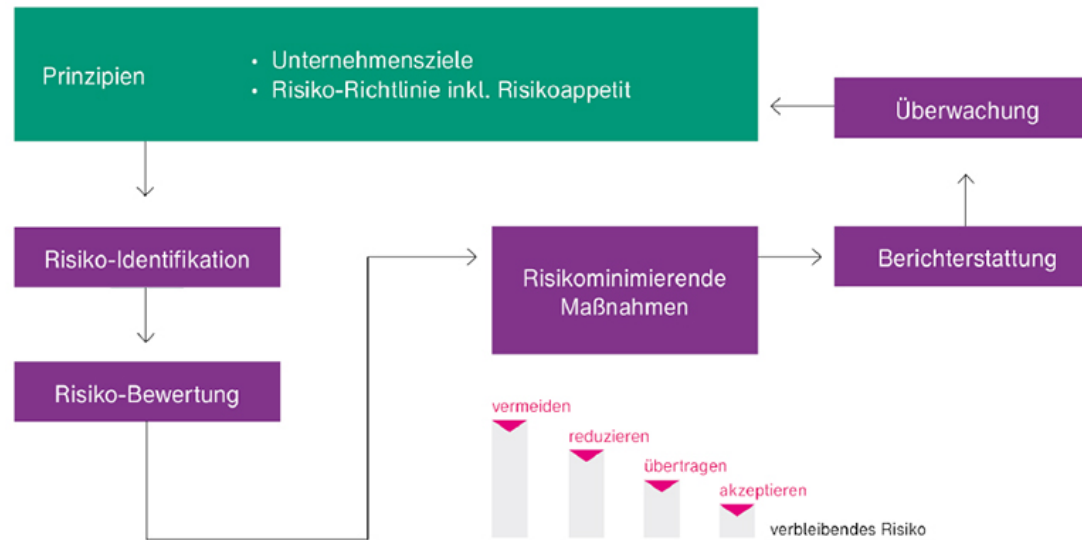 Prinzipien
• Unternehmensziele
• Risiko-Richtlinie inkl. Risikoappetit
Überwachung
Risiko-Identifikation
Risikominimierende
Maßnahmen
Berichterstattung
Risiko-Bewertung
vermeiden
reduzieren
übertragen
akzeptieren
verbleibendes Risiko